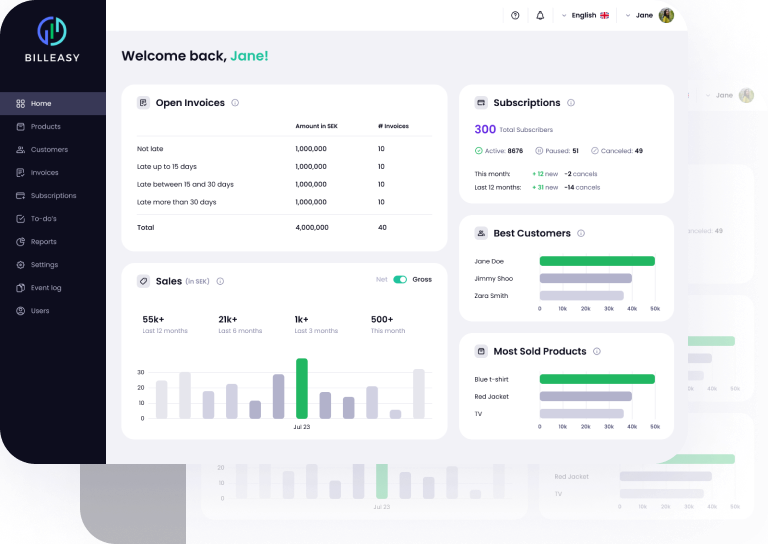 BILLEASY
English
Jane
Welcome back, Jane!
Home
Products
Customers
Invoices
Subscriptions
To-do's
Reports
Settings
Event log
Users
Open Invoices
Amount in SEK # Invoices
Not late 1,000,000 10
Late up to 15 days 1,000,000 10
Late between 15 and 30 days 1,000,000 10
Late more than 30 days 1,000,000 10
Total 4,000,000 40
Sales (in SEK)
Net Gross
55k+ 21k+ 1k+ 500+
Last 12 months Last 6 months Last 3 months This month
30
20
10
0
Jul 23
Subscriptions
300 Total Subscribers
Active: 8676 Paused: 51 Canceled: 49
This month: + 12 new -2 cancels
Last 12 months: + 31 new -14 cancels
Best Customers
Jane Doe
Jimmy Shoo
Zara Smith
0 10k 20k 30k 40k 50k
Most Sold Products
Blue t-shirt
Red Jacket
TV
0 10k 20k 30k 40k 50k
Jane
nceled: 49
40k 50k
20
10
0
Jul 23
Red Jacket
TV
0 10k 20k 30k 40k 50k